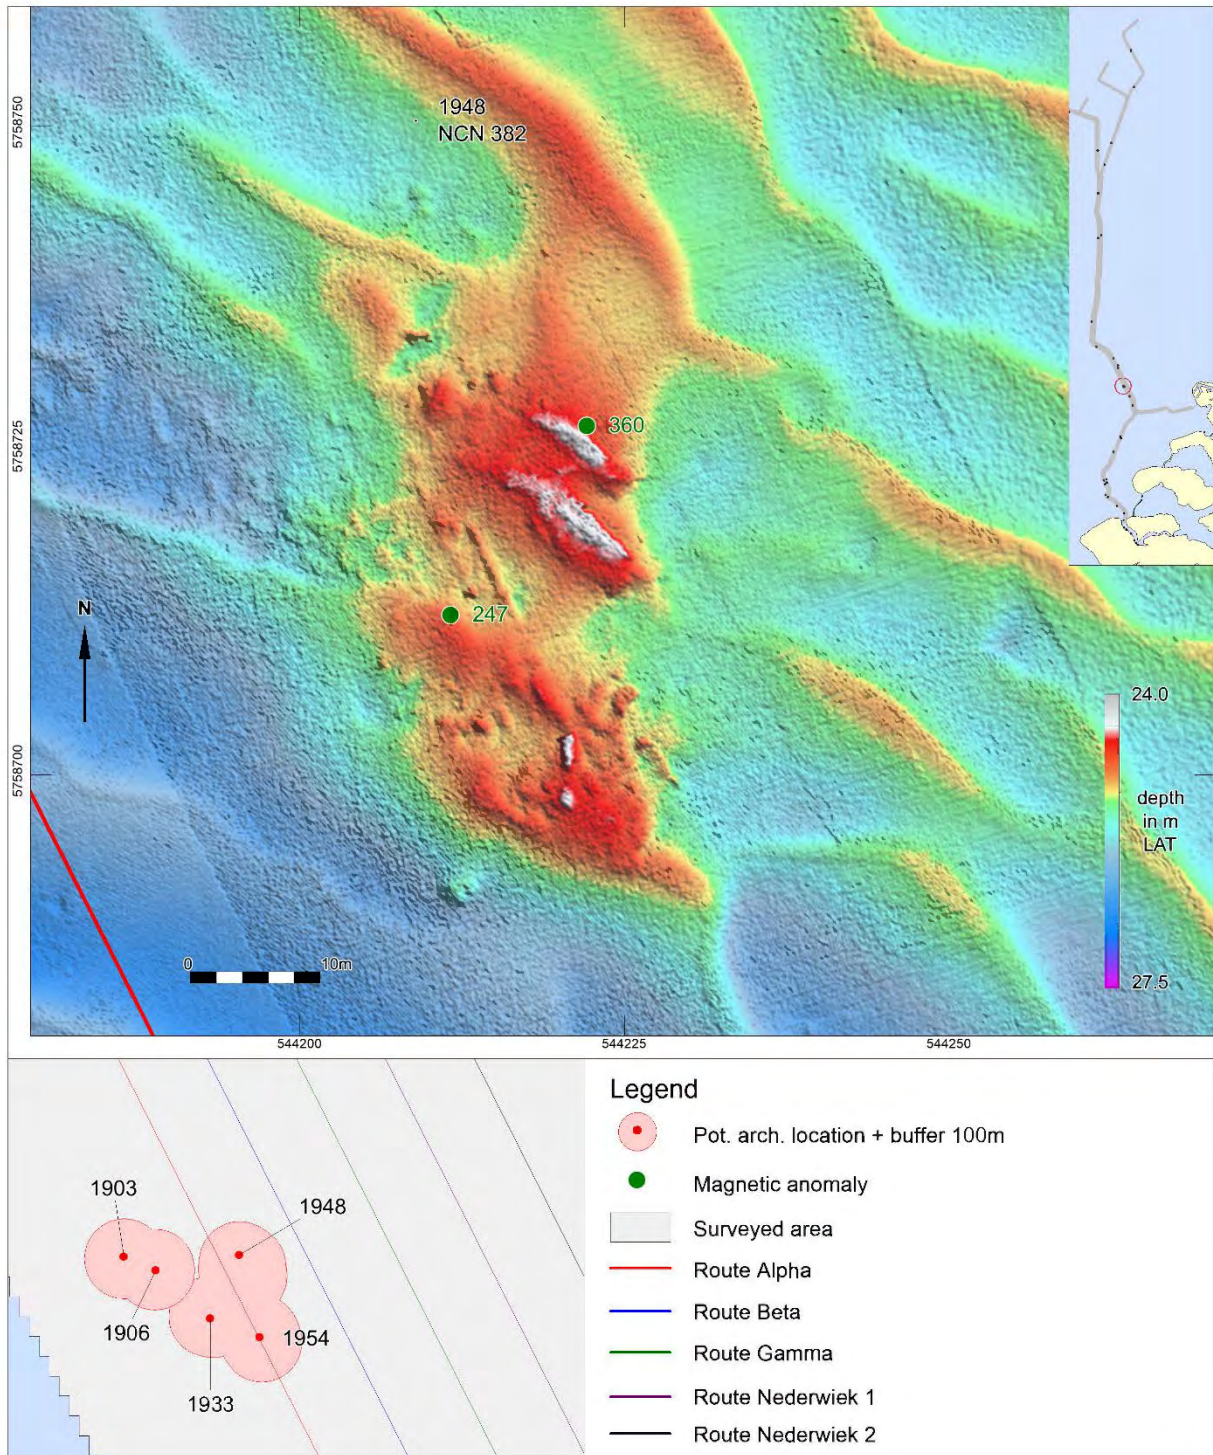 5758750
5758725
5758700
1948
NCN 382
360
247
N
24.0
depth
in m
LAT
27.5
0
10m
544200
544225
544250
1903
1948
1906
1954
1933
Legend
Pot. arch. location + buffer 100m
Magnetic anomaly
Surveyed area
Route Alpha
Route Beta
Route Gamma
Route Nederwiek 1
Route Nederwiek 2